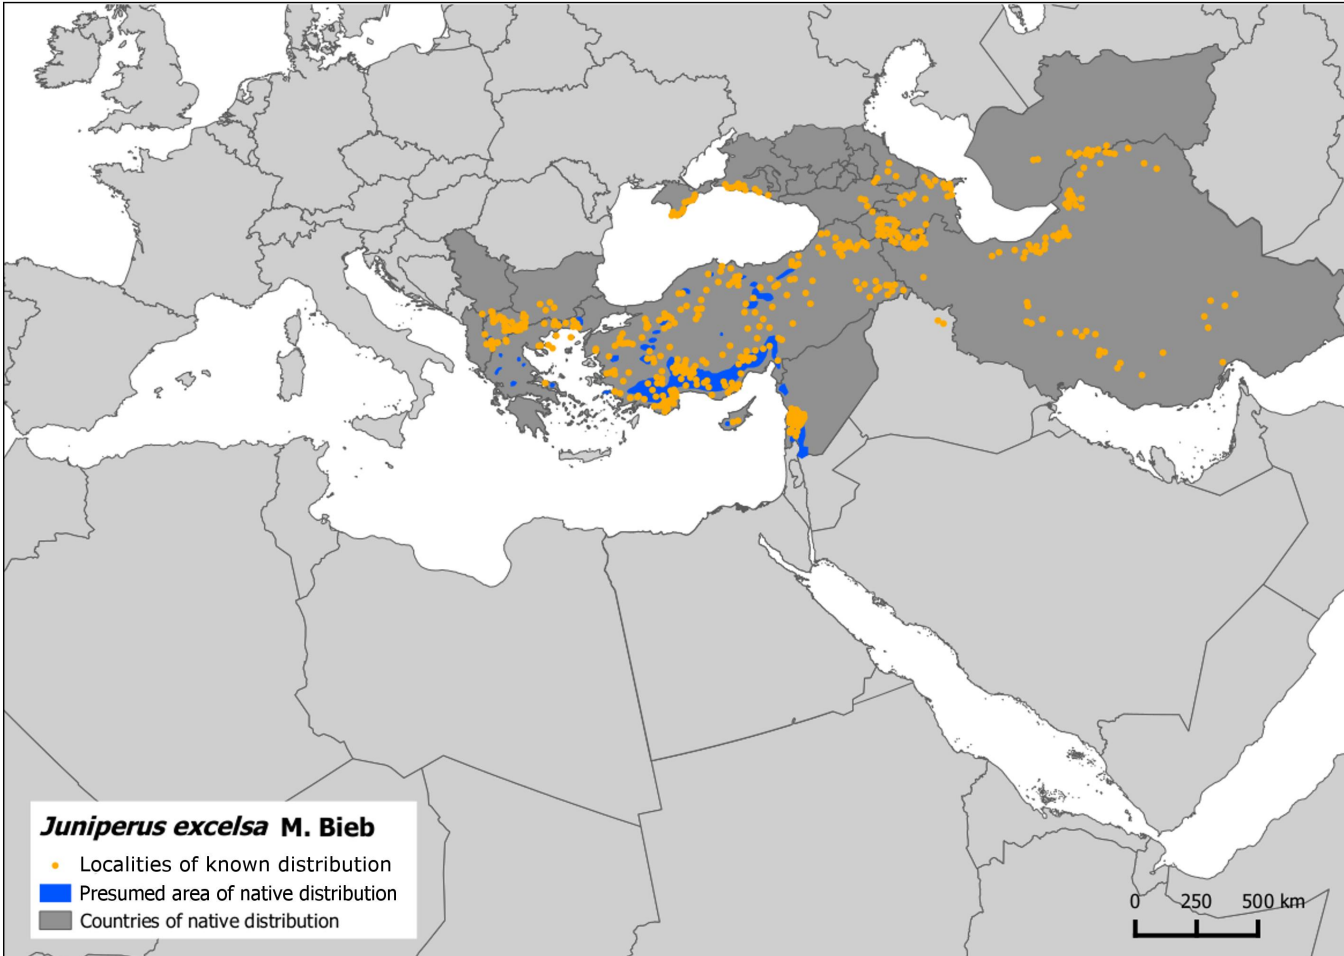 Juniperus excelsa M. Bieb
Localities of known distribution
Presumed area of native distribution
Countries of native distribution
0 250 500 km